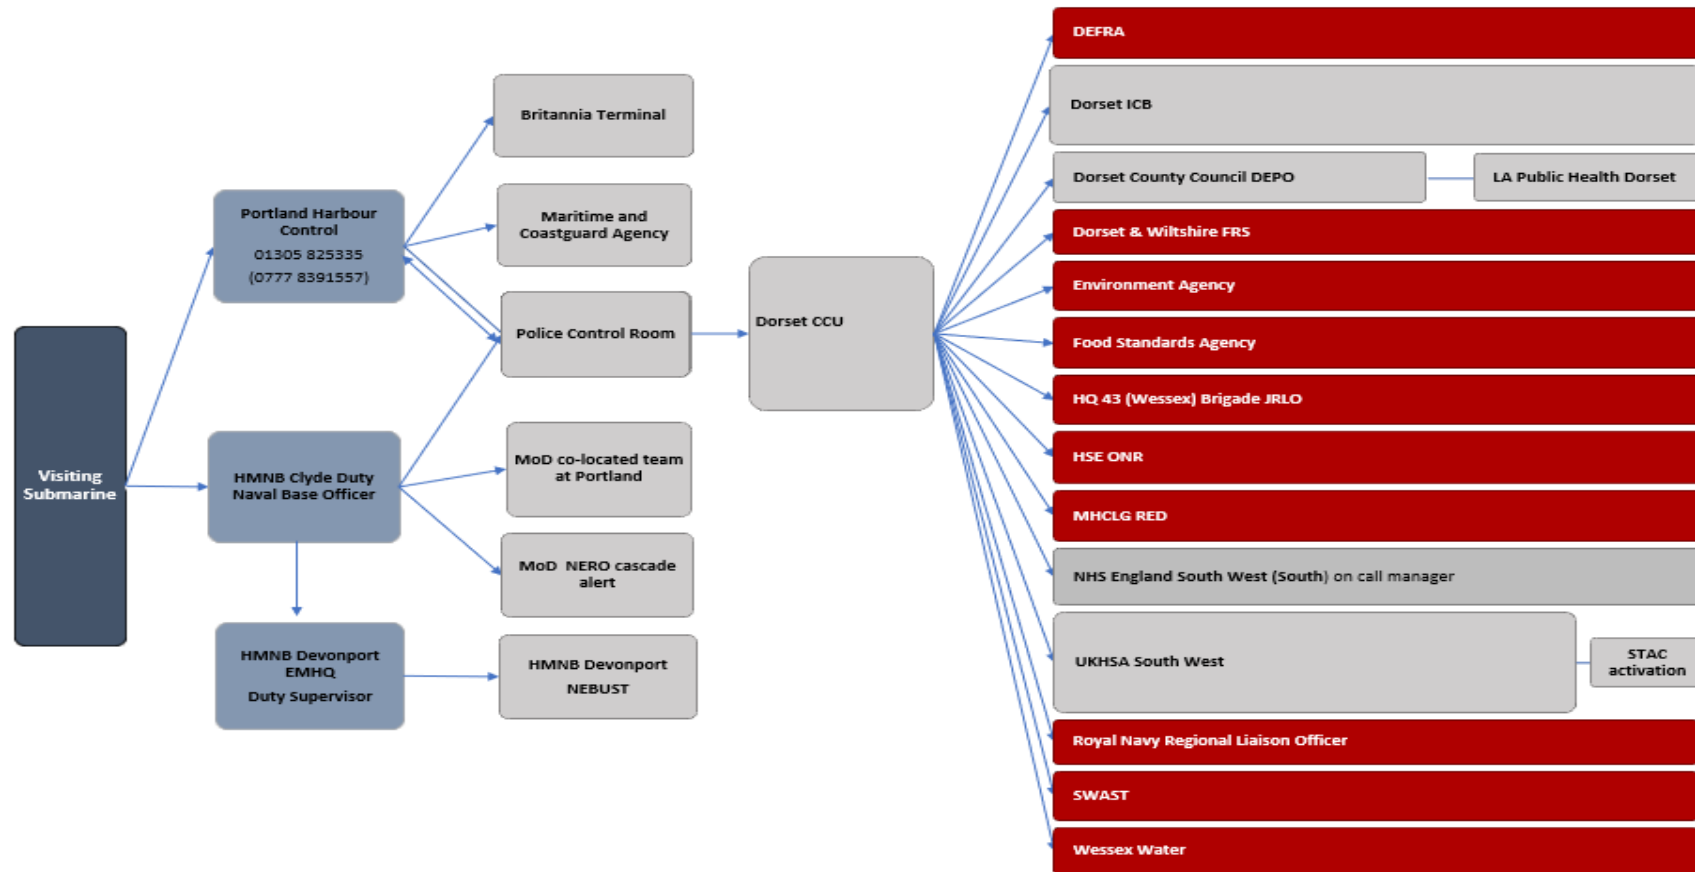 Visiting
Submarine
Portland Harbour
Control
01305 825335
(0777 8391557)
HMNB Clyde Duty
Naval Base Officer
HMNB Devonport
EMHQ
Duty Supervisor
Britannia Terminal
Maritime and
Coastguard Agency
Police Control Room
MoD co-located team
at Portland
MoD NERO cascade
alert
HMNB Devonport
NEBUST
Dorset CCU
DEFRA
Dorset ICB
Dorset County Council DEPO
LA Public Health Dorset
Dorset & Wiltshire FRS
Environment Agency
Food Standards Agency
HQ 43 (Wessex) Brigade JRLO
HSE ONR
MHCLG RED
NHS England South West (South) on call manager
UKHSA South West
STAC
activation
Royal Navy Regional Liaison Officer
SWAST
Wessex Water